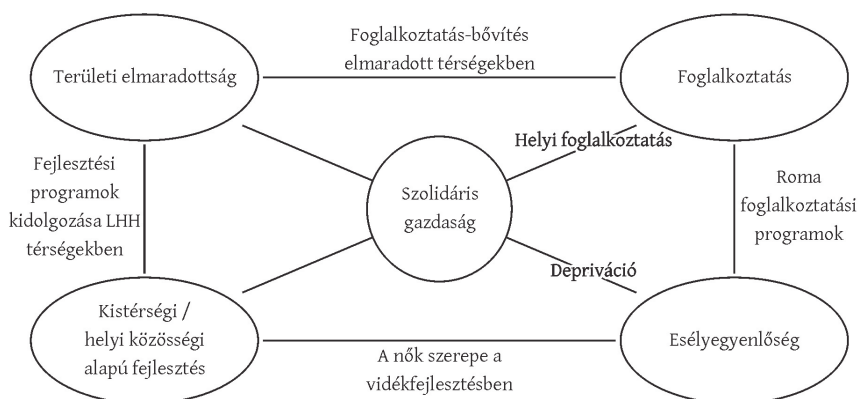 Foglalkoztatás-bővítés
elmaradott térségekben
Területi elmaradottság
Foglalkoztatás
Helyi foglalkoztatás
Fejlesztési
programok
kidolgozása LHH
térségekben
Szolidáris
gazdaság
Roma
foglalkoztatási
programok
Depriváció
Kistérségi /
helyi közösségi
alapú fejlesztés
Esélyegyenlőség
A nők szerepe a
vidékfejlesztésben